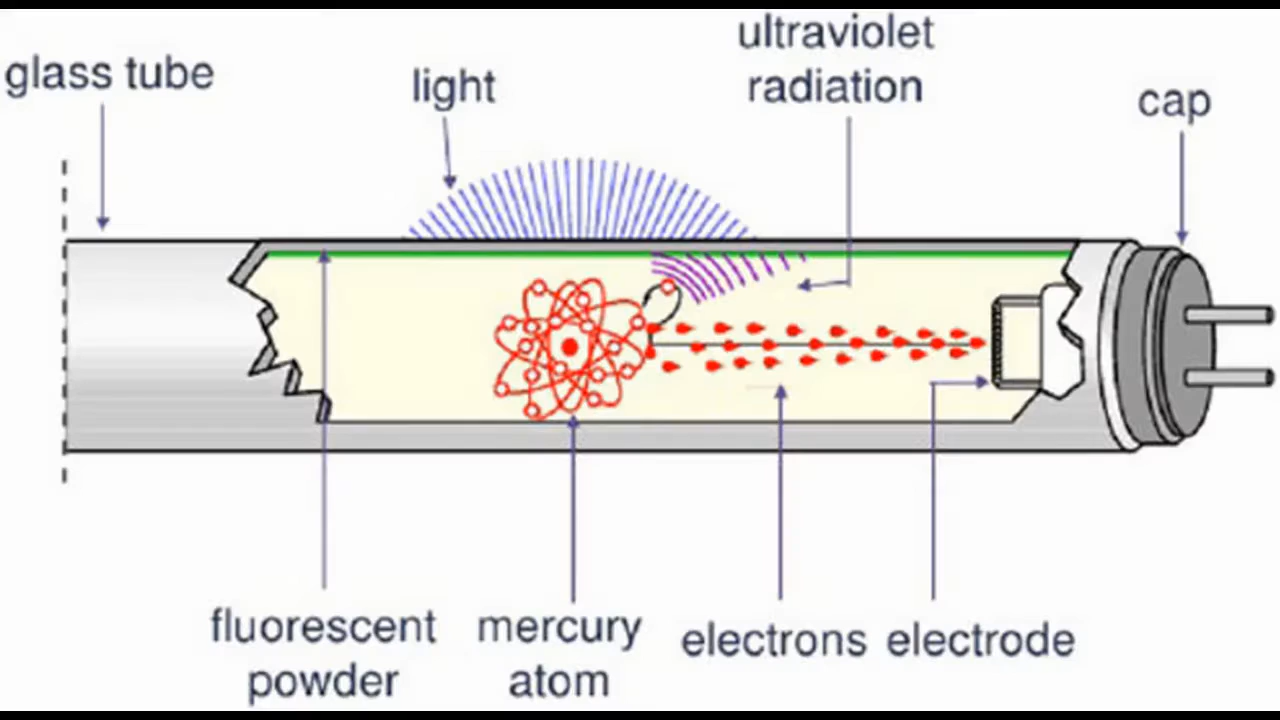 glass tube
light
ultraviolet
radiation
cap
fluorescent
powder
mercury
atom
electrons
electrode